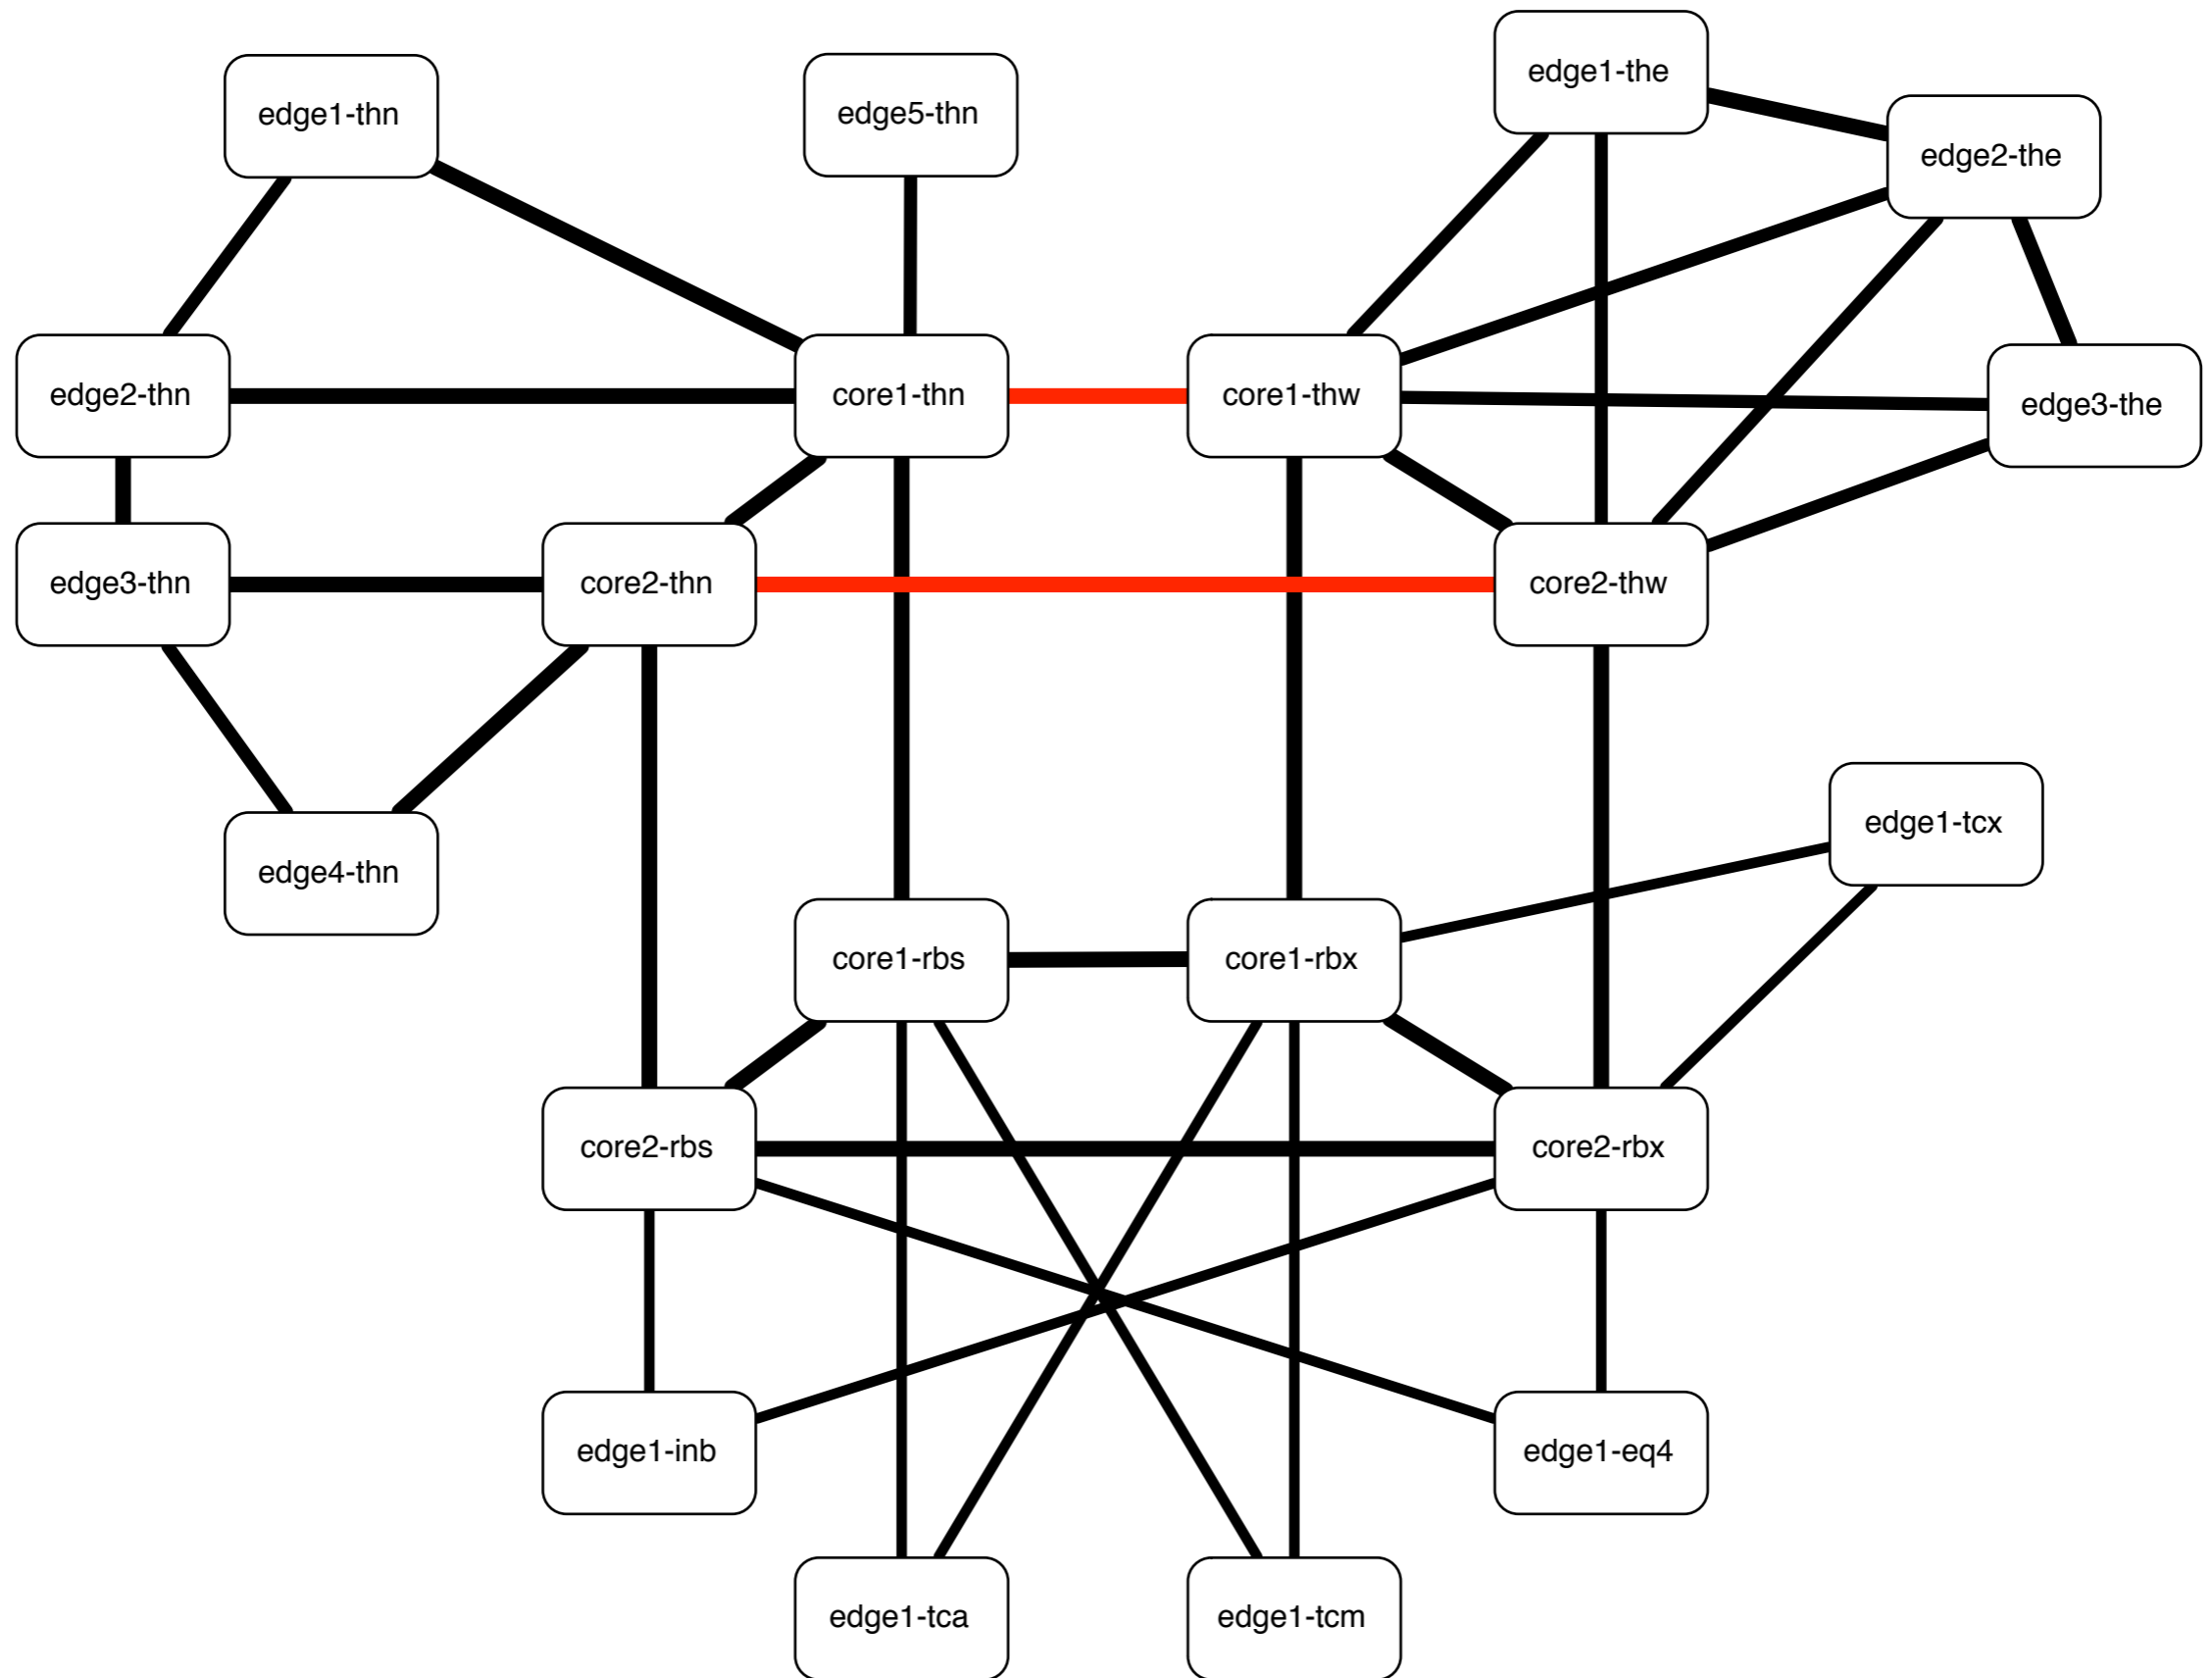 edge1-the
edge1-thn
edge5-thn
edge2-the
edge2-thn
core1-thn
core1-thw
edge3-the
edge3-thn
core2-thn
core2-thw
edge1-tcx
edge4-thn
core1-rbs
core1-rbx
core2-rbs
core2-rbx
edge1-inb
edge1-eq4
edge1-tca
edge1-tcm